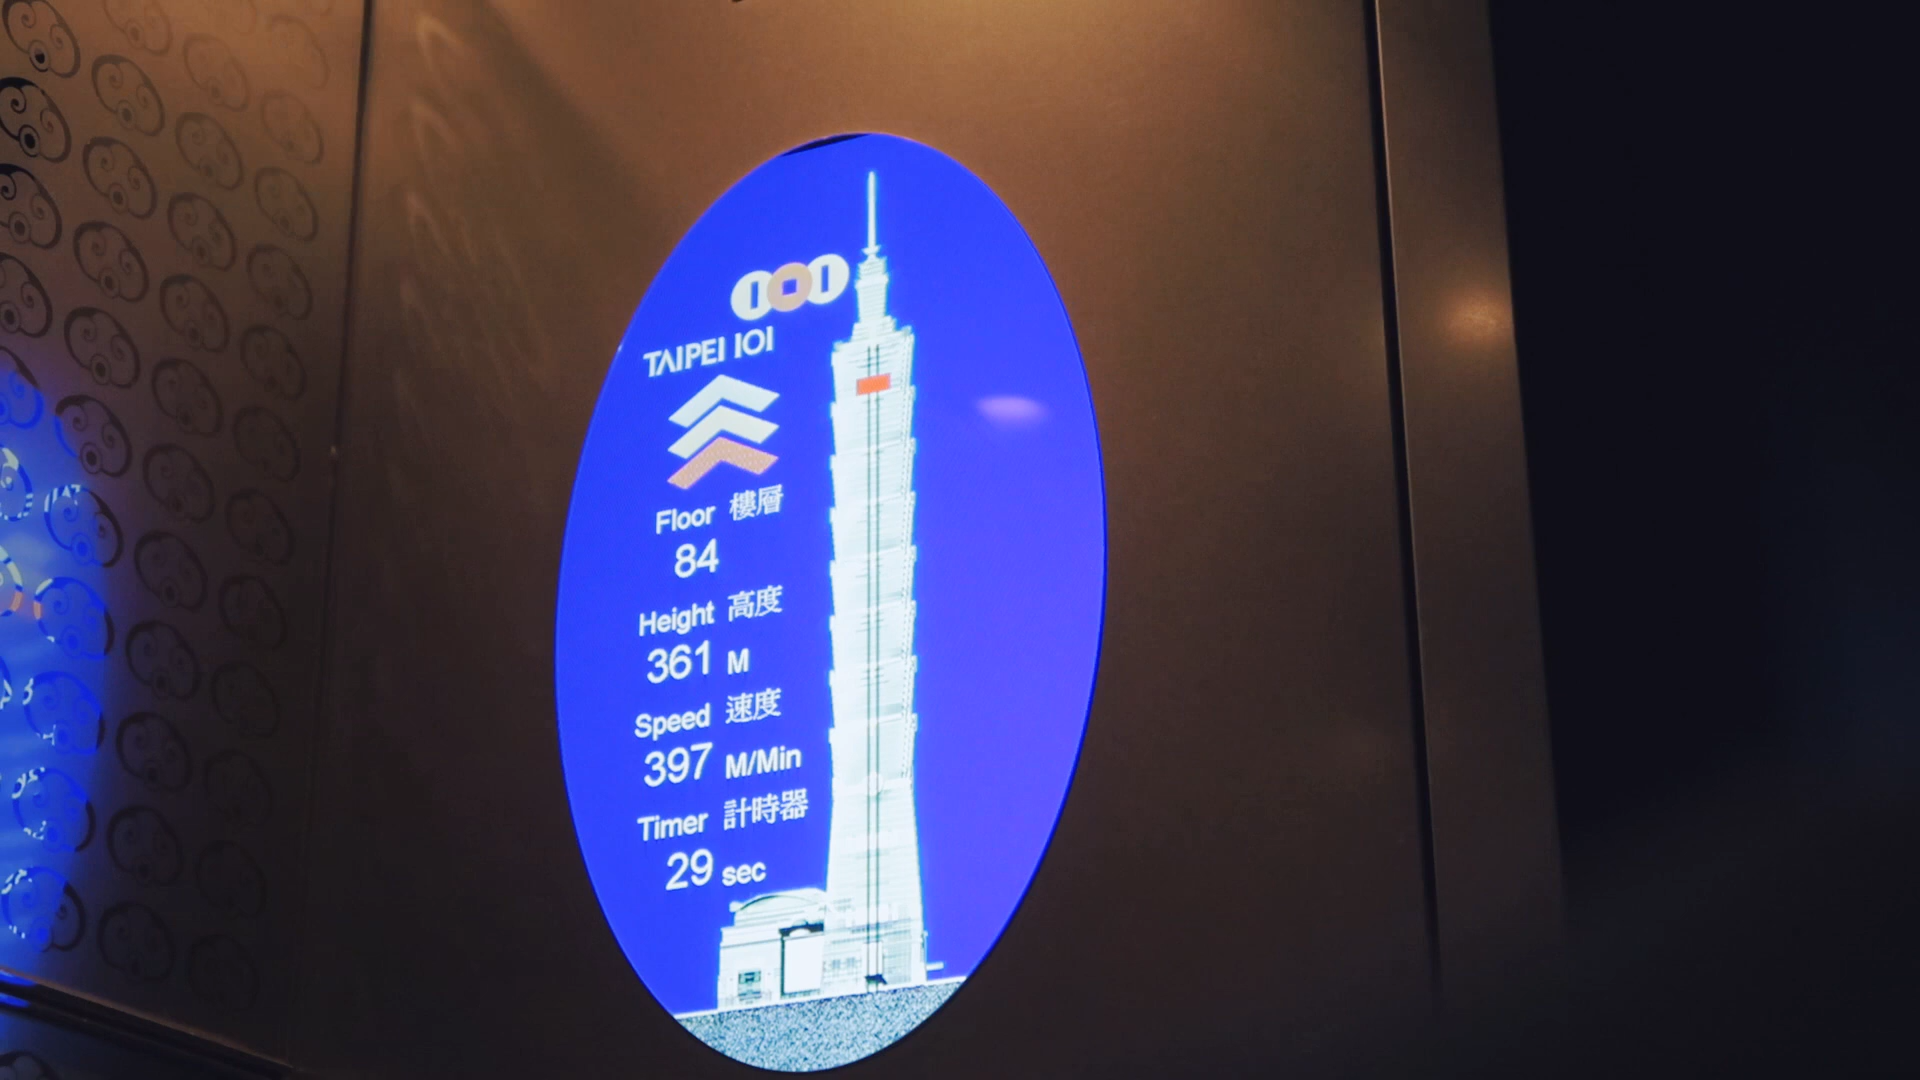 TAIPEI 101
Floor 樓層
84
Height 高度
361 M
Speed 速度
397 M/Min
Timer 計時器
29 sec